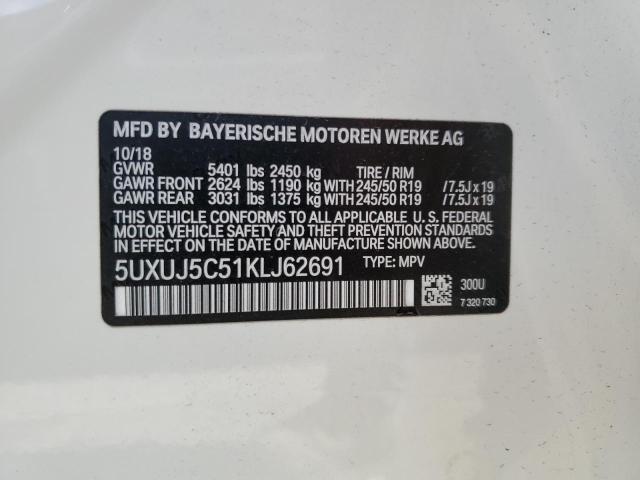 MFD BY BAYERISCHE MOTOREN WERKE AG
10/18
GVWR 5401 lbs 2450 kg TIRE / RIM
GAWR FRONT 2624 lbs 1190 kg WITH 245/50 R19 /7.5J x 19
GAWR REAR 3031 lbs 1375 kg WITH 245/50 R19 /7.5J x 19
THIS VEHICLE CONFORMS TO ALL APPLICABLE U. S. FEDERAL
MOTOR VEHICLE SAFETY AND THEFT PREVENTION STANDARDS
IN EFFECT ON THE DATE OF MANUFACTURE SHOWN ABOVE.
5UXUJ5C51KLJ62691 TYPE: MPV
300U
7 320 730